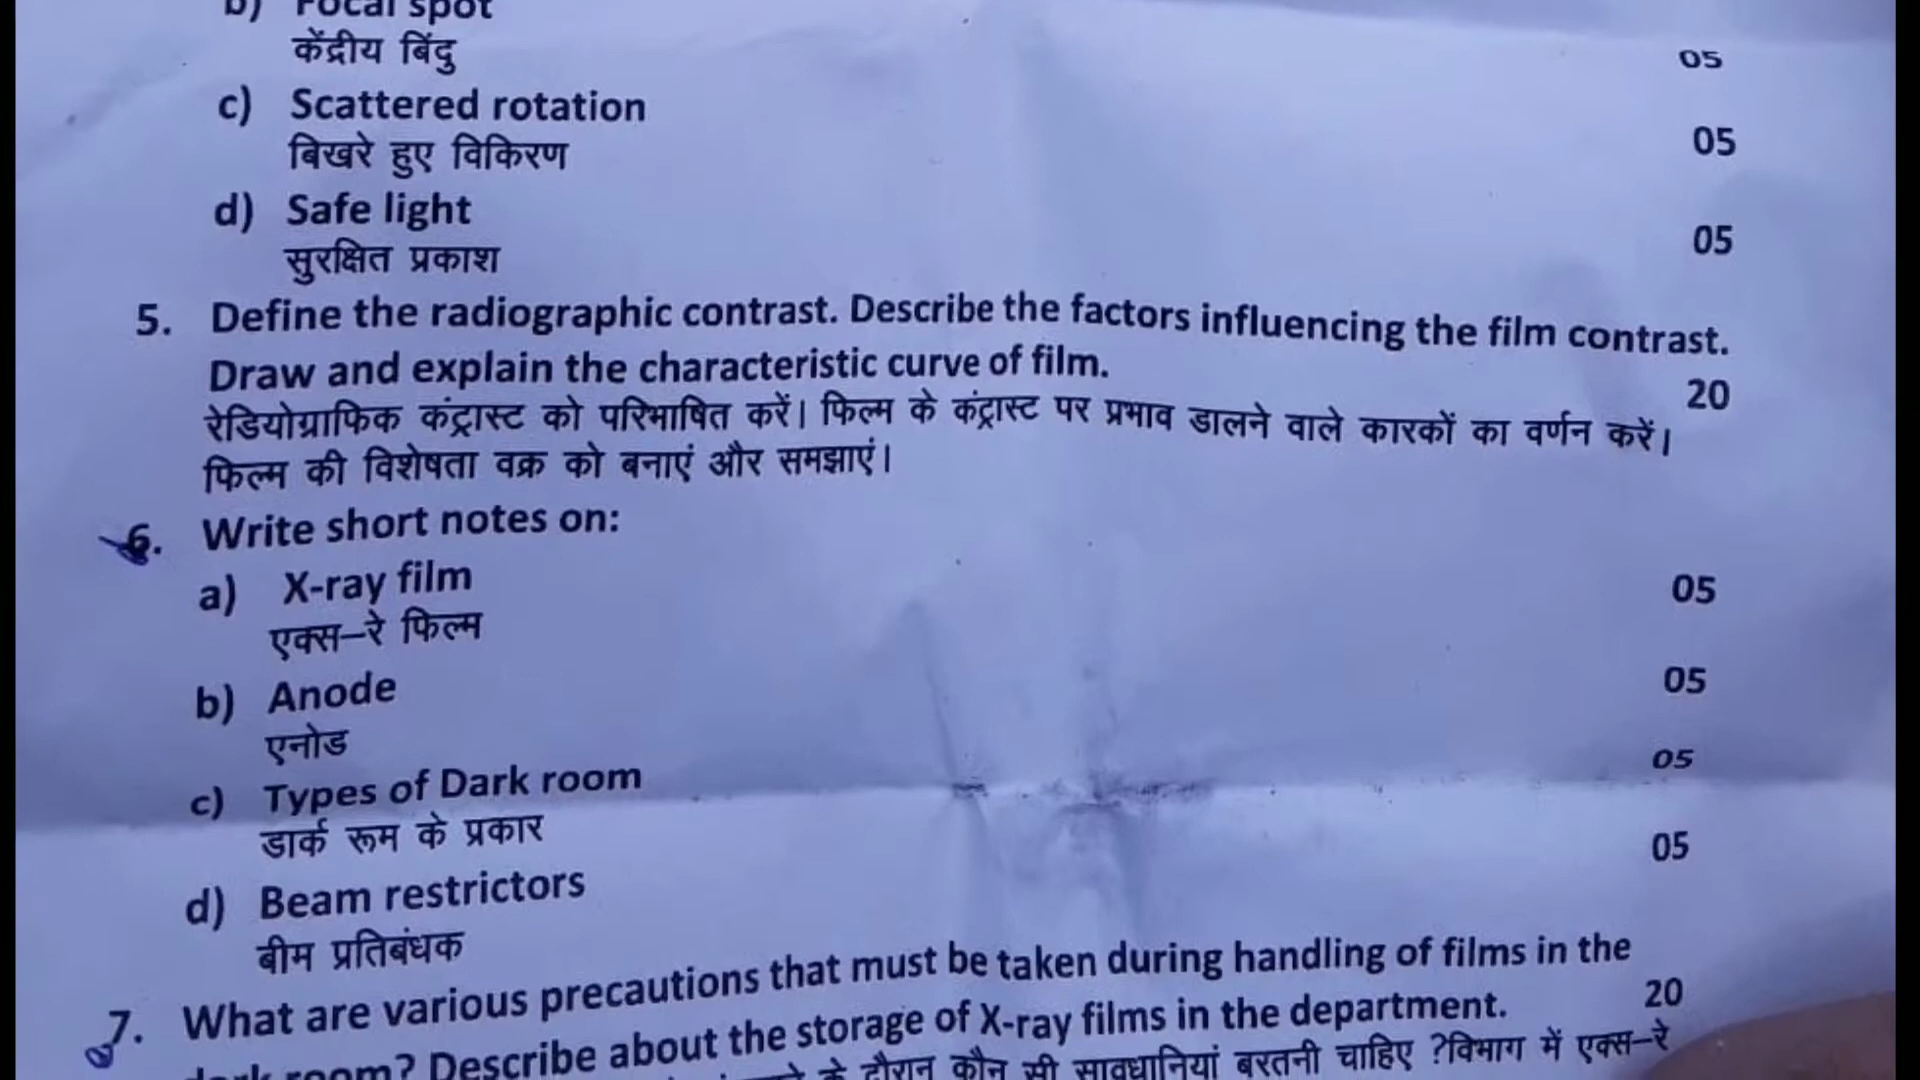 b) Focal spot
केंद्रीय बिंदु 05
c) Scattered rotation
बिखरे हुए विकिरण 05
d) Safe light
सुरक्षित प्रकाश 05
5. Define the radiographic contrast. Describe the factors influencing the film contrast.
Draw and explain the characteristic curve of film. 20
रेडियोग्राफिक कंट्रास्ट को परिभाषित करें। फिल्म के कंट्रास्ट पर प्रभाव डालने वाले कारकों का वर्णन करें।
फिल्म की विशेषता वक्र को बनाएं और समझाएं।
6. Write short notes on:
a) X-ray film 05
एक्स–रे फिल्म
b) Anode 05
एनोड
c) Types of Dark room 05
डार्क रूम के प्रकार
d) Beam restrictors 05
बीम प्रतिबंधक
7. What are various precautions that must be taken during handling of films in the
dark room? Describe about the storage of X-ray films in the department. 20
के दौरान कौन सी सावधानियां बरतनी चाहिए ?विभाग में एक्स–रे